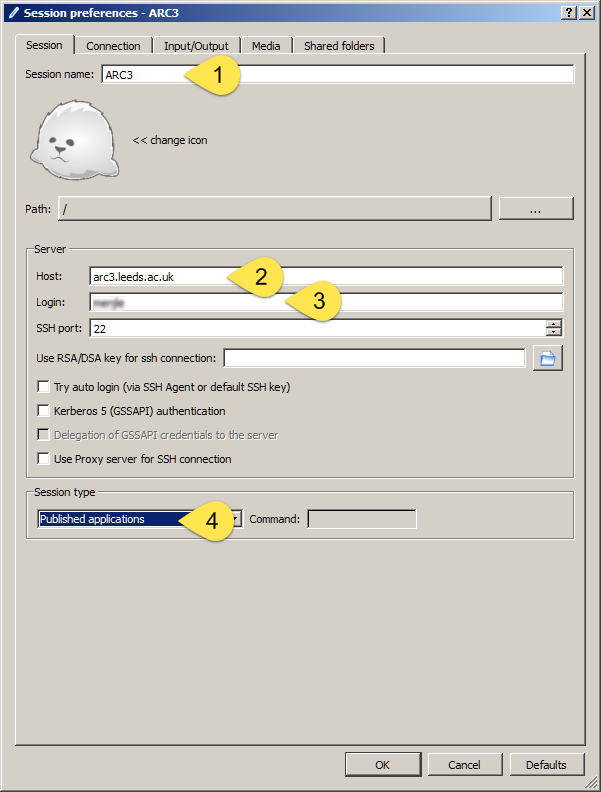 Session preferences - ARC3
Session Connection Input/Output Media Shared folders
Session name: ARC3 1
<< change icon
Path: / ...
Server
Host: arc3.leeds.ac.uk 2
Login: 3
SSH port: 22
Use RSA/DSA key for ssh connection:
Try auto login (via SSH Agent or default SSH key)
Kerberos 5 (GSSAPI) authentication
Delegation of GSSAPI credentials to the server
Use Proxy server for SSH connection
Session type
Published applications 4 Command:
OK Cancel Defaults